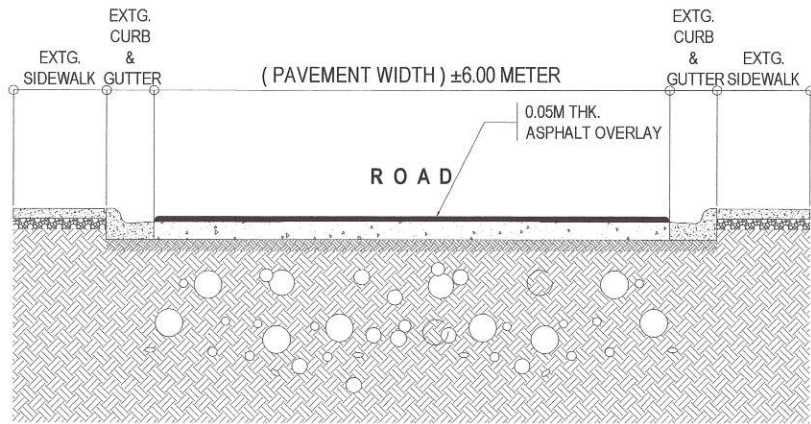 EXTG.
CURB
&
GUTTER
EXTG.
SIDEWALK
( PAVEMENT WIDTH ) ±6.00 METER
EXTG.
CURB
&
GUTTER
EXTG.
SIDEWALK
0.05M THK.
ASPHALT OVERLAY
ROAD